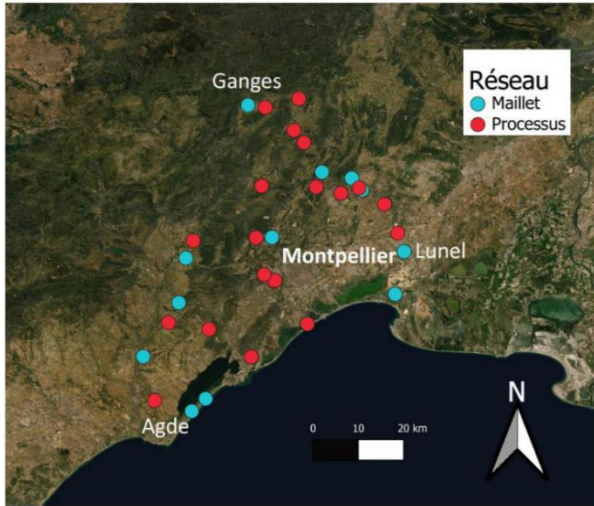 Ganges
Réseau
Maillet
Processus
Montpellier
Lunel
Agde
0 10 20 km
N